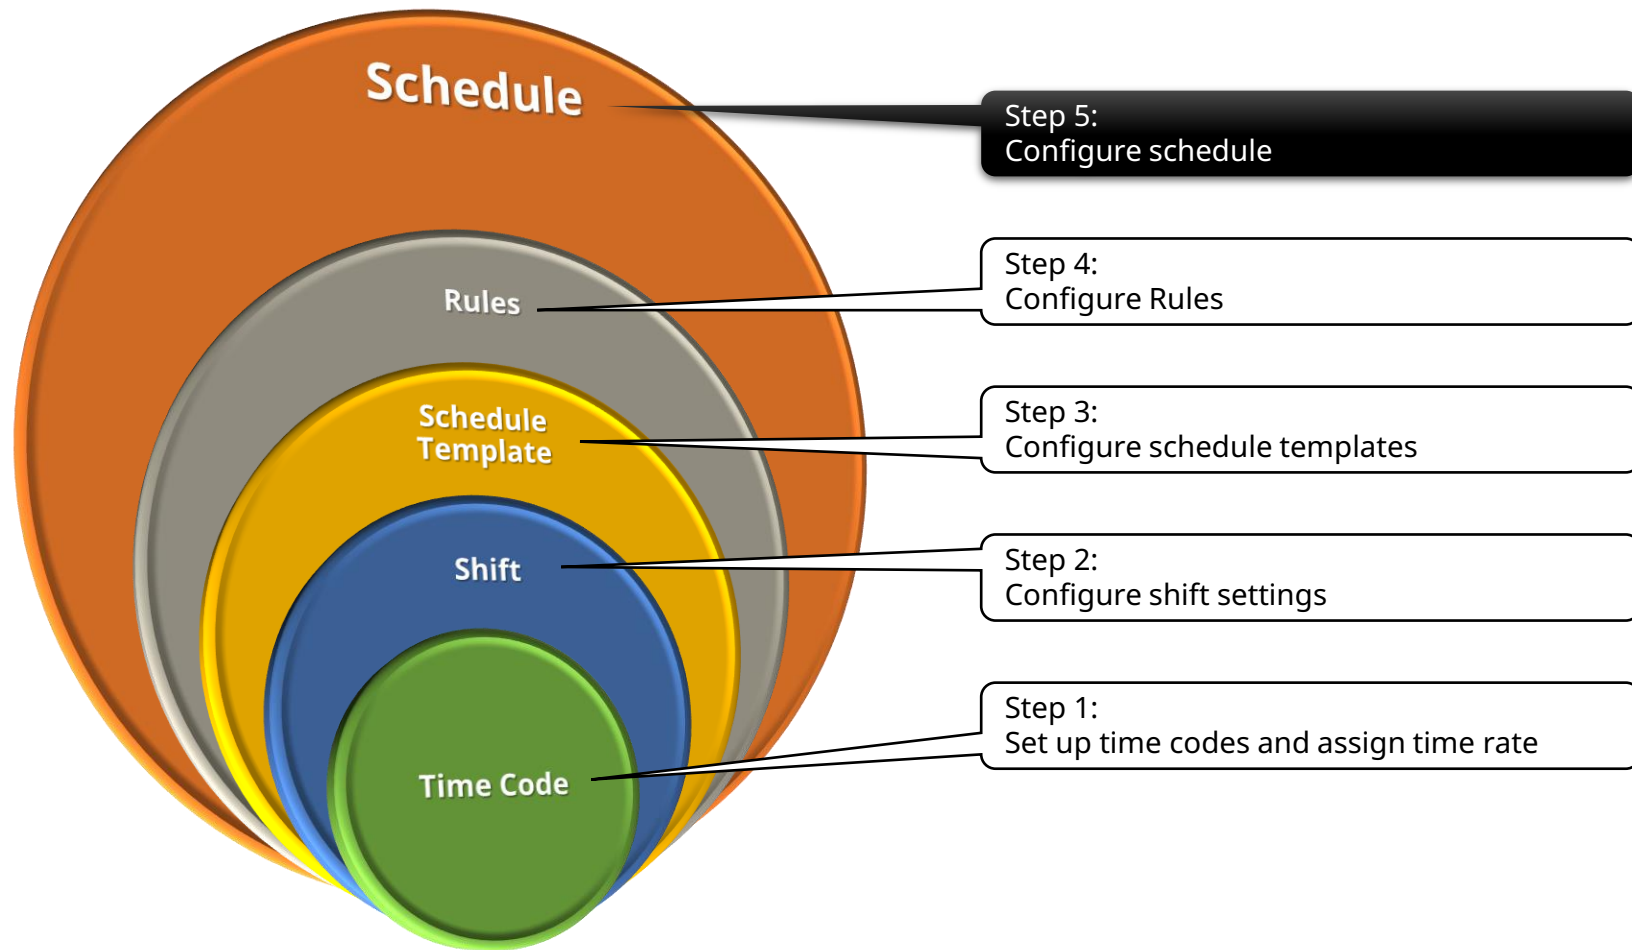 Schedule
Step 5:
Configure schedule
Rules
Step 4:
Configure Rules
Schedule
Template
Step 3:
Configure schedule templates
Shift
Step 2:
Configure shift settings
Time Code
Step 1:
Set up time codes and assign time rate